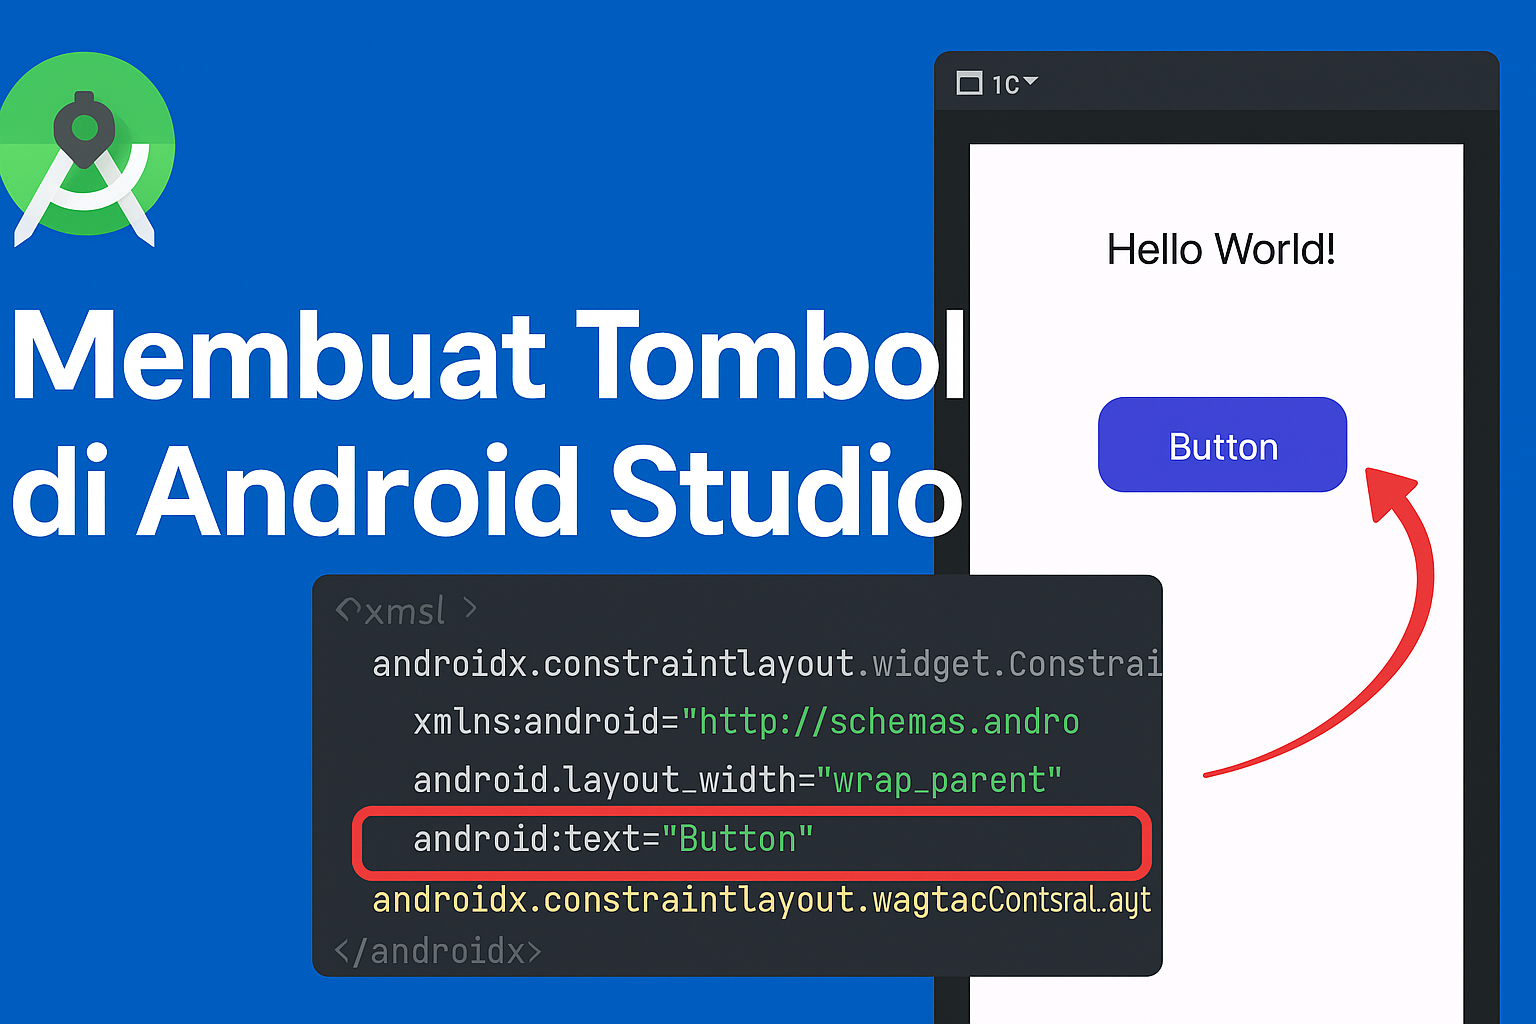 1C
Hello World!
Membuat Tombol
di Android Studio
Button
<xmsl >
androidx.constraintlayout.widget.Constrai
xmlns:android="http://schemas.andro
android.layout_width="wrap_parent"
android:text="Button"
androidx.constraintlayout.wagtacContsral..ayt
</androidx>